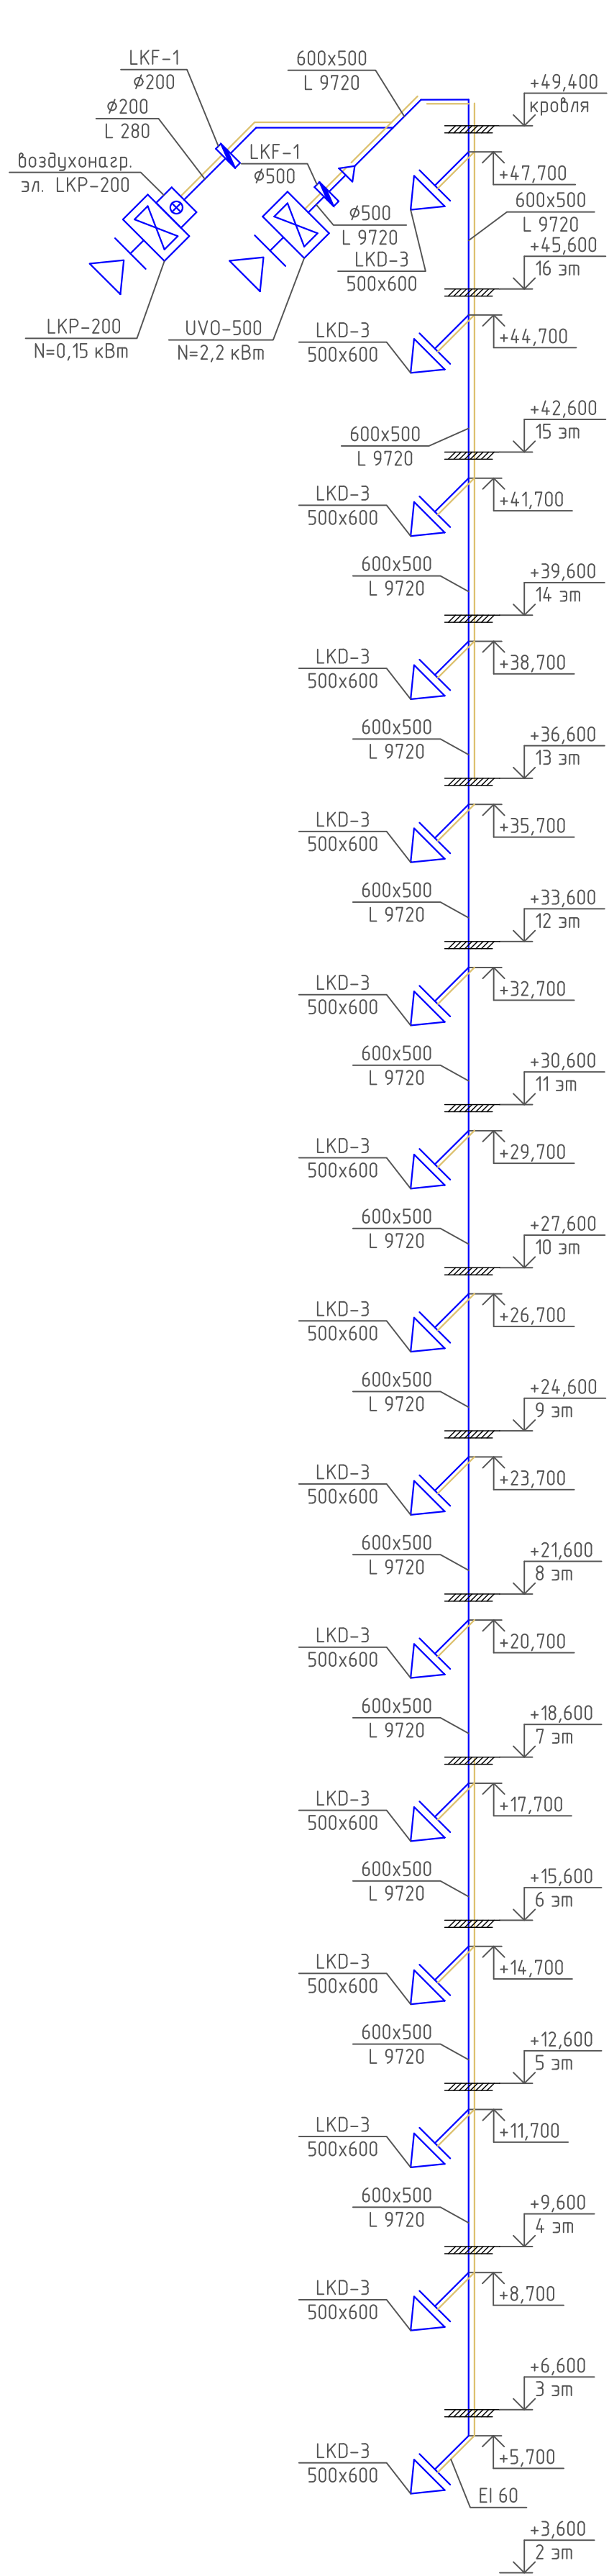 LKF-1
ϕ200
600x500
L 9720
+49,400
кровля
ϕ200
L 280
воздухонагр.
эл. LKP-200
LKF-1
ϕ500
+47,700
600x500
L 9720
ϕ500
L 9720
LKD-3
500x600
+45,600
16 эт
LKP-200
N=0,15 кВт
UVO-500
N=2,2 кВт
LKD-3
500x600
+44,700
+42,600
15 эт
600x500
L 9720
LKD-3
500x600
+41,700
600x500
L 9720
+39,600
14 эт
LKD-3
500x600
+38,700
600x500
L 9720
+36,600
13 эт
LKD-3
500x600
+35,700
600x500
L 9720
+33,600
12 эт
LKD-3
500x600
+32,700
600x500
L 9720
+30,600
11 эт
LKD-3
500x600
+29,700
600x500
L 9720
+27,600
10 эт
LKD-3
500x600
+26,700
600x500
L 9720
+24,600
9 эт
LKD-3
500x600
+23,700
600x500
L 9720
+21,600
8 эт
LKD-3
500x600
+20,700
600x500
L 9720
+18,600
7 эт
LKD-3
500x600
+17,700
600x500
L 9720
+15,600
6 эт
LKD-3
500x600
+14,700
600x500
L 9720
+12,600
5 эт
LKD-3
500x600
+11,700
600x500
L 9720
+9,600
4 эт
LKD-3
500x600
+8,700
+6,600
3 эт
LKD-3
500x600
+5,700
EI 60
+3,600
2 эт